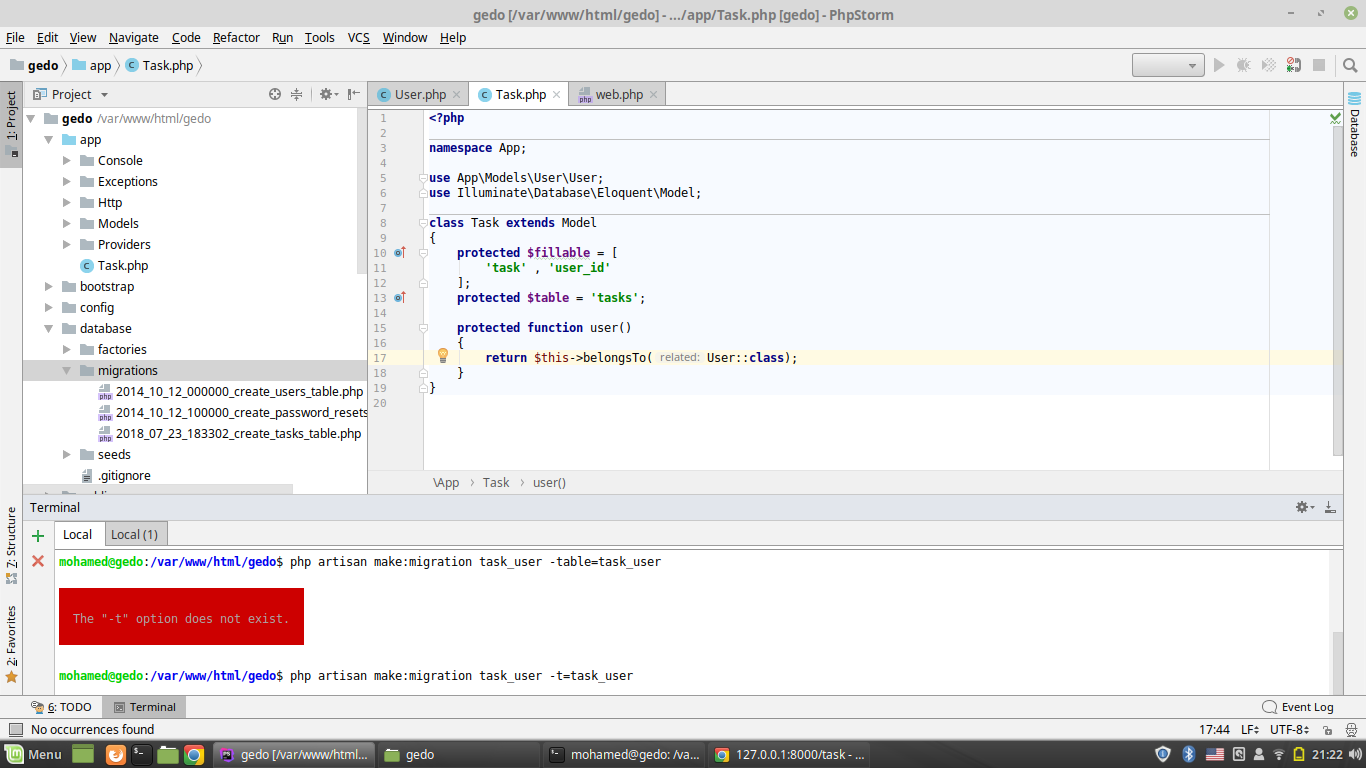 gedo [/var/www/html/gedo] - .../app/Task.php [gedo] - PhpStorm
File Edit View Navigate Code Refactor Run Tools VCS Window Help
gedo app Task.php
1: Project
Project
gedo /var/www/html/gedo
app
Console
Exceptions
Http
Models
Providers
Task.php
bootstrap
config
database
factories
migrations
2014_10_12_000000_create_users_table.php
2014_10_12_100000_create_password_resets
2018_07_23_183302_create_tasks_table.php
seeds
.gitignore
User.php Task.php web.php
1 <?php
2
3 namespace App;
4
5 use App\Models\User\User;
6 use Illuminate\Database\Eloquent\Model;
7
8 class Task extends Model
9 {
10 protected $fillable = [
11 'task' , 'user_id'
12 ];
13 protected $table = 'tasks';
14
15 protected function user()
16 {
17 return $this->belongsTo( related: User::class);
18 }
19 }
20
\App Task user()
Database
Terminal
Local Local (1)
mohamed@gedo:/var/www/html/gedo$ php artisan make:migration task_user -table=task_user
The "-t" option does not exist.
mohamed@gedo:/var/www/html/gedo$ php artisan make:migration task_user -t=task_user
7: Structure
2: Favorites
6: TODO Terminal Event Log
No occurrences found 17:44 LF UTF-8
Menu gedo [/var/www/html... gedo mohamed@gedo: /va... 127.0.0.1:8000/task - ... 21:22